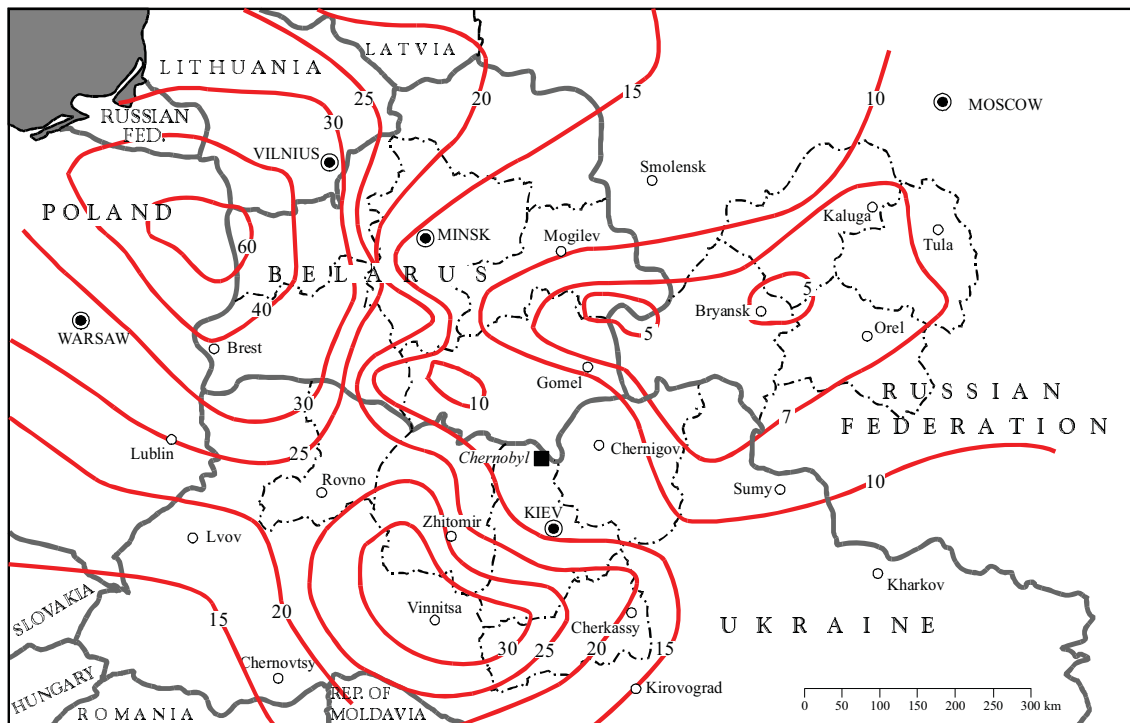 LATVIA
LITHUANIA
25
20
15
10
MOSCOW
RUSSIAN
FED.
30
VILNIUS
Smolensk
POLAND
Kaluga
Tula
60
MINSK
Mogilev
BELARUS
5
40
Bryansk
5
Orel
WARSAW
Brest
Gomel
10
30
7
RUSSIAN
FEDERATION
Lublin
25
Chernobyl
Chernigov
Rovno
10
Sumy
Zhitomir
KIEV
Lvov
Kharkov
SLOVAKIA
15
20
Vinnitsa
Cherkassy
UKRAINE
30
25
20
15
HUNGARY
Chernovtsy
REP. OF
MOLDAVIA
Kirovograd
0 50 100 150 200 250 300 km
ROMANIA